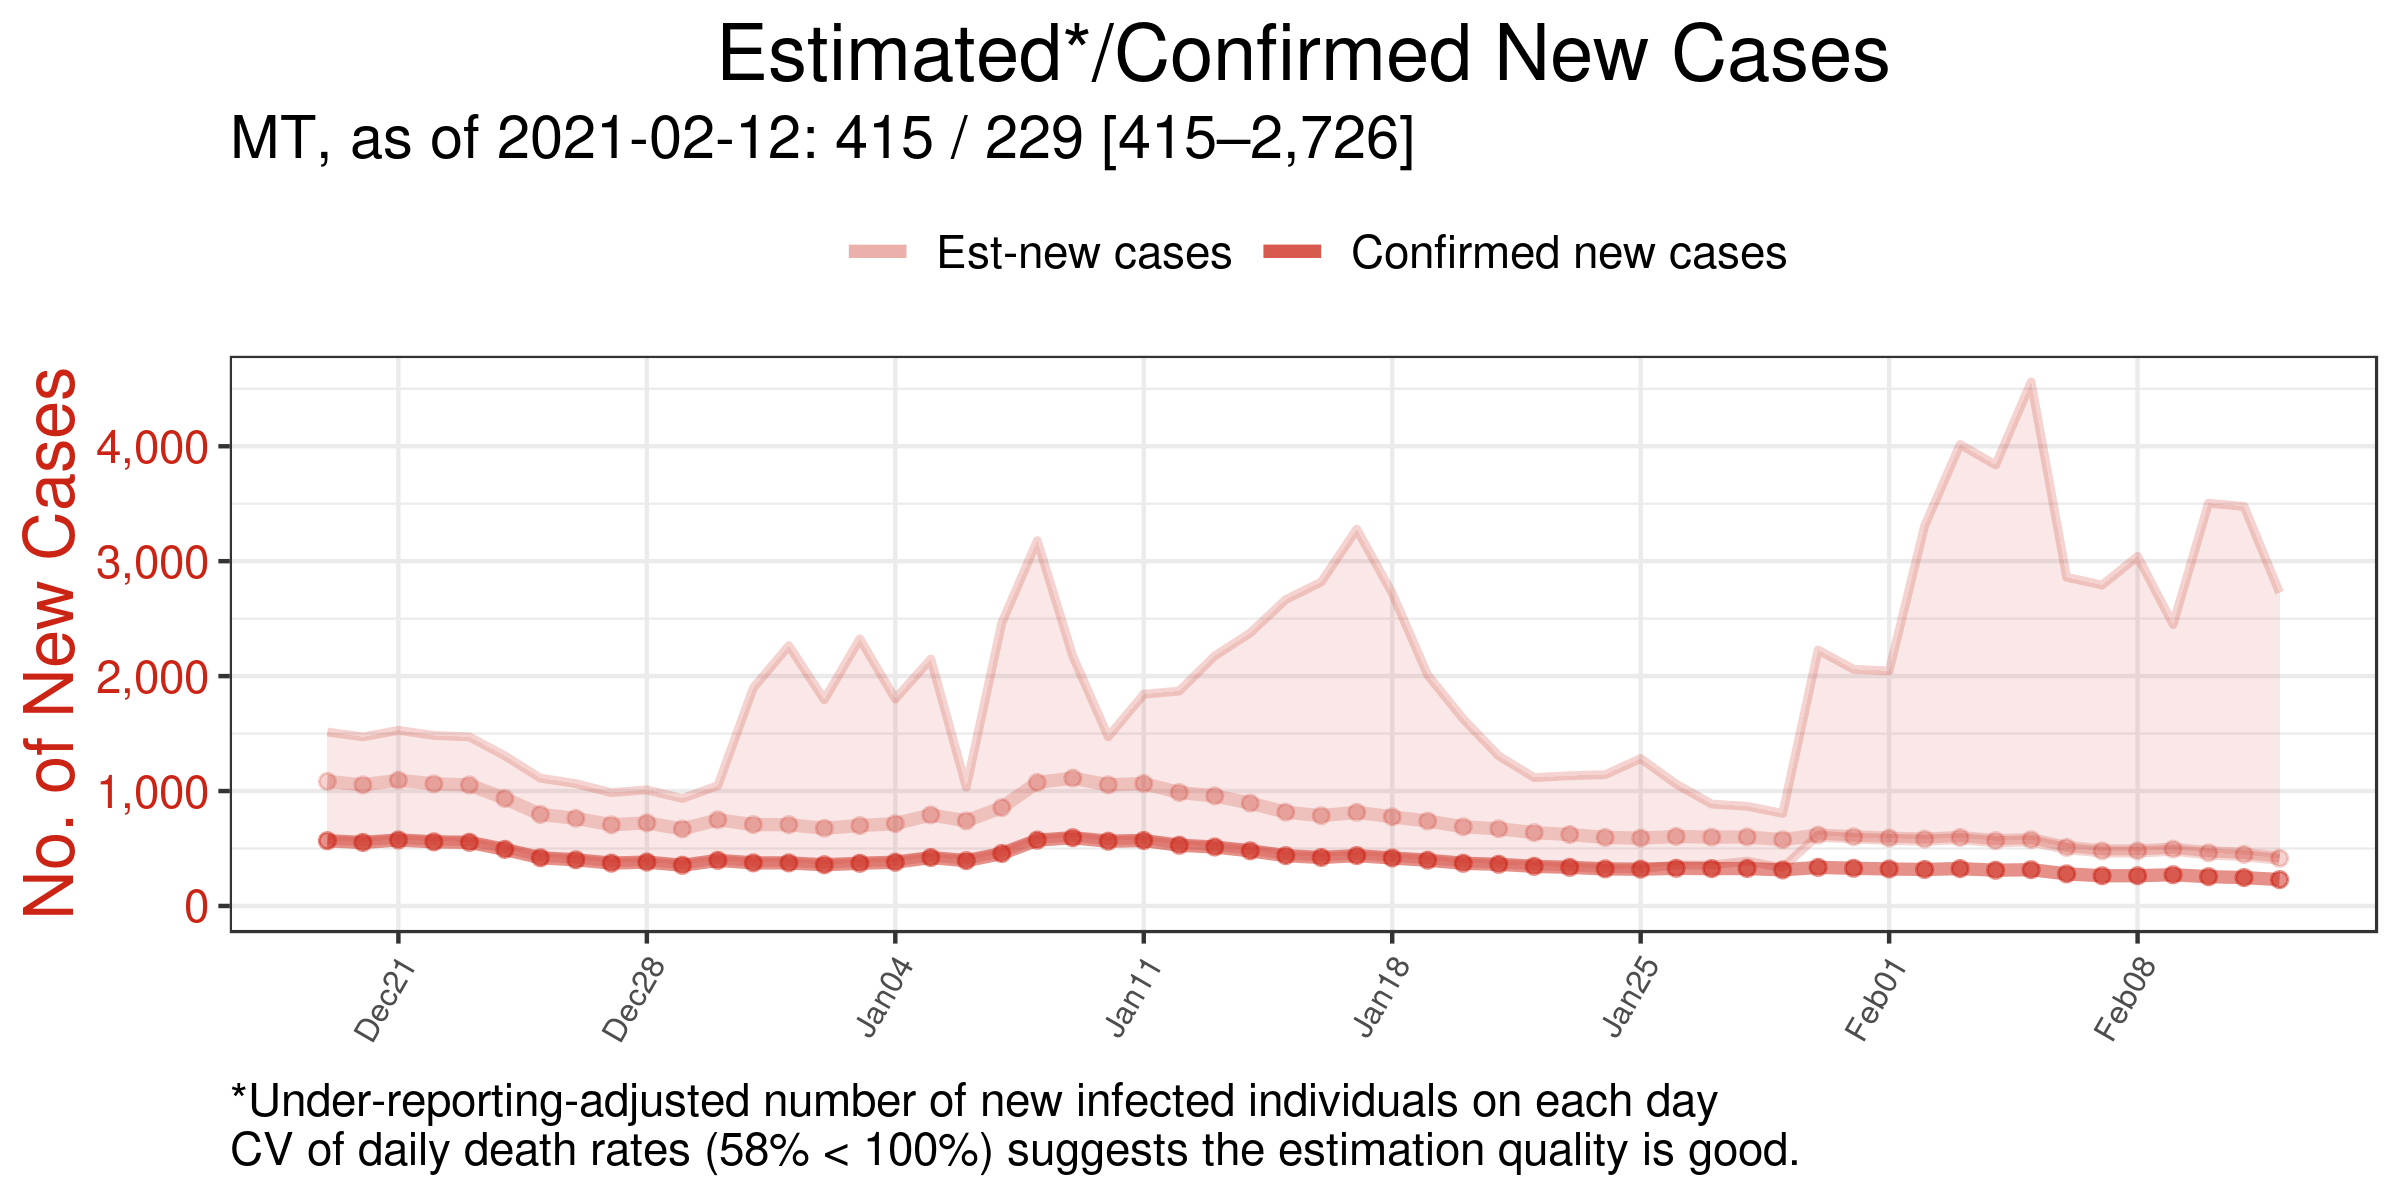 Estimated*/Confirmed New Cases
MT, as of 2021-02-12: 415 / 229 [415–2,726]
Est-new cases
Confirmed new cases
No. of New Cases
4,000
3,000
2,000
1,000
0
Dec21
Dec28
Jan04
Jan11
Jan18
Jan25
Feb01
Feb08
*Under-reporting-adjusted number of new infected individuals on each day
CV of daily death rates (58% < 100%) suggests the estimation quality is good.